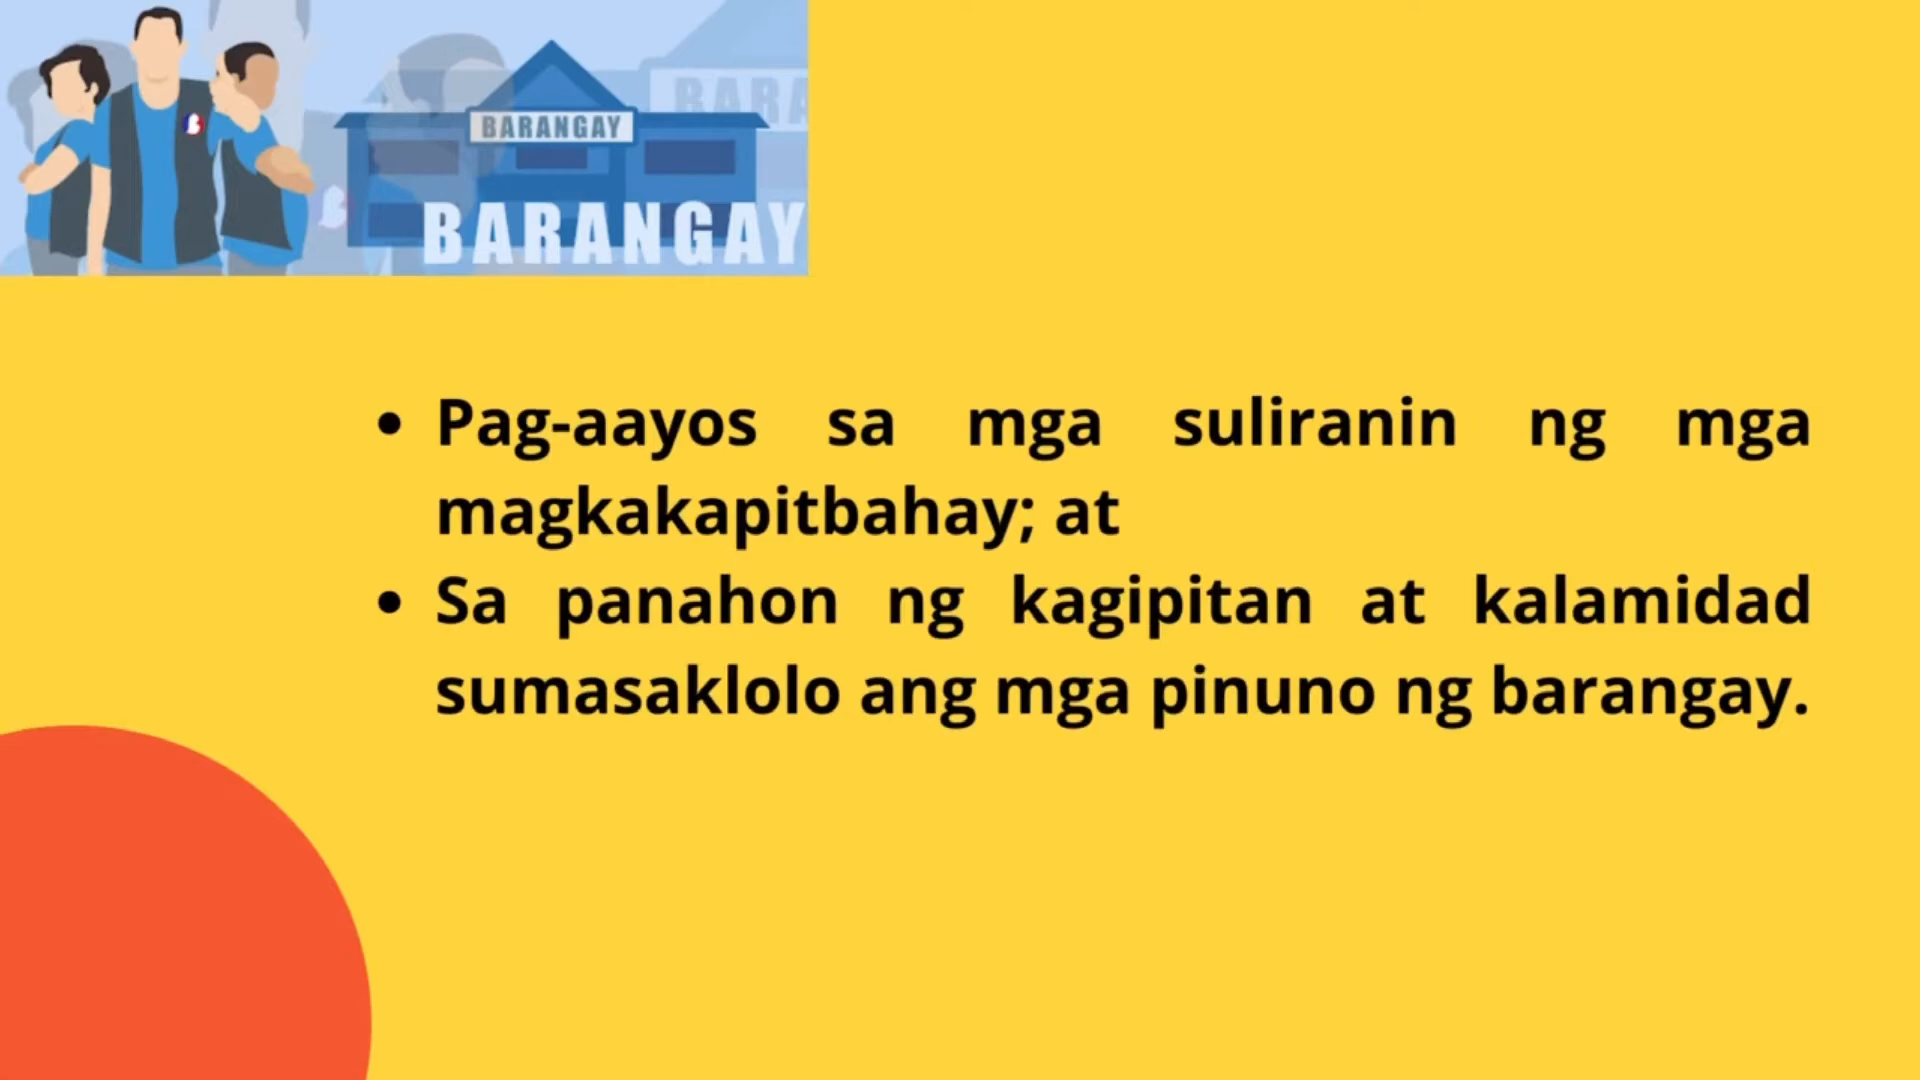 BARANGAY
BARA
BARANGAY
• Pag-aayos sa mga suliranin ng mga
magkakapitbahay; at
• Sa panahon ng kagipitan at kalamidad
sumasaklolo ang mga pinuno ng barangay.